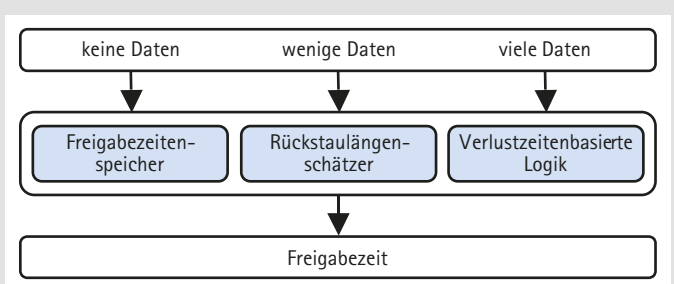 keine Daten wenige Daten viele Daten
Freigabezeiten- Rückstaulängen- Verlustzeitenbasierte
speicher schätzer Logik
Freigabezeit